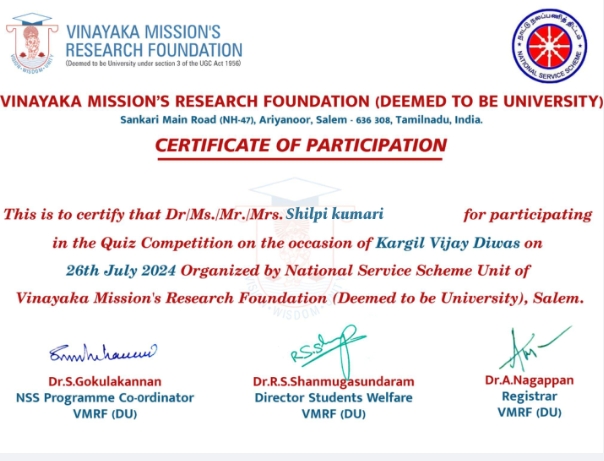 VINAYAKA MISSION'S
RESEARCH FOUNDATION
(Deemed to be University under section 3 of the UGC Act 1956)
நாட்டு நலப்பணித் திட்டம்
NATIONAL SERVICE SCHEME
VINAYAKA MISSION'S RESEARCH FOUNDATION (DEEMED TO BE UNIVERSITY)
Sankari Main Road (NH-47), Ariyanoor, Salem - 636 308, Tamilnadu, India.
CERTIFICATE OF PARTICIPATION
This is to certify that Dr/Ms./Mr./Mrs. Shilpi kumari for participating
in the Quiz Competition on the occasion of Kargil Vijay Diwas on
26th July 2024 Organized by National Service Scheme Unit of
Vinayaka Mission's Research Foundation (Deemed to be University), Salem.
Dr.S.Gokulakannan Dr.R.S.Shanmugasundaram Dr.A.Nagappan
NSS Programme Co-ordinator Director Students Welfare Registrar
VMRF (DU) VMRF (DU) VMRF (DU)